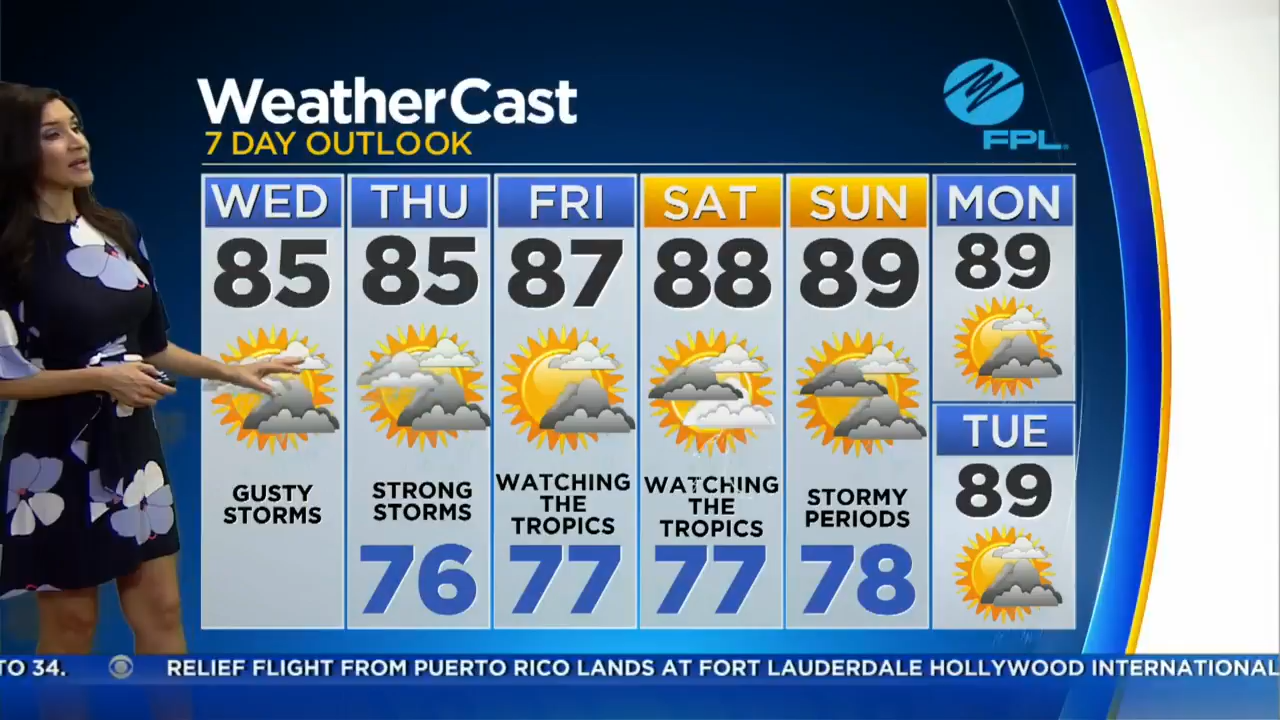 WeatherCast
7 DAY OUTLOOK
FPL.
WED
85
GUSTY
STORMS
THU
85
STRONG
STORMS
76
FRI
87
WATCHING
THE
TROPICS
77
SAT
88
WATCHING
THE
TROPICS
77
SUN
89
STORMY
PERIODS
78
MON
89
TUE
89
TO 34.
RELIEF FLIGHT FROM PUERTO RICO LANDS AT FORT LAUDERDALE HOLLYWOOD INTERNATIONAL